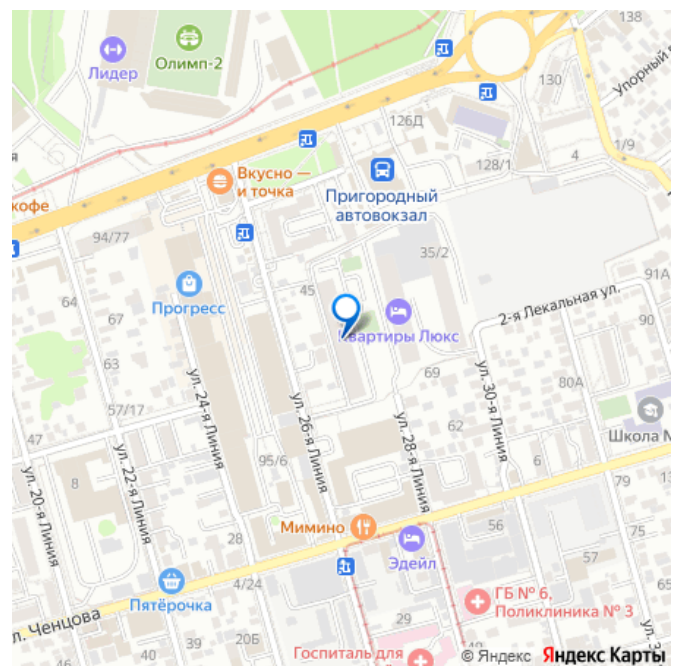 138
Лидер
Олимп-2
130
Упорный
126Д
128/1
4
1/9
Вкусно —
и точка
кофе
Пригородный
автовокзал
94/77
35/2
64
Прогресс
45
91А
2-я Лекальная ул.
90
67
Квартиры Люкс
69
80А
57/17
47
62
Школа №
ул. 20-я Линия
ул. 22-я Линия
ул. 24-я Линия
ул. 26-я Линия
ул. 28-я Линия
ул. 30-я Линия
8
95/6
6
79
Мимино
56
28
Эдейл
57
4/24
Пятёрочка
65
ГБ № 6,
Поликлиника № 3
л. Ченцова
20Б
29
ул. 3
Госпиталь для
© Яндекс Яндекс Карты